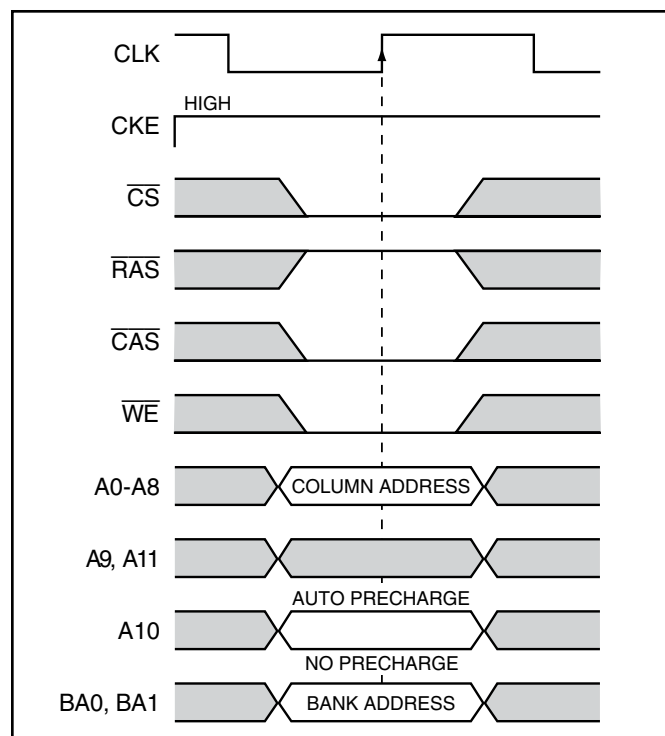 CLK
HIGH
CKE
CS
RAS
CAS
WE
A0-A8 COLUMN ADDRESS
A9, A11
AUTO PRECHARGE
A10
NO PRECHARGE
BA0, BA1 BANK ADDRESS